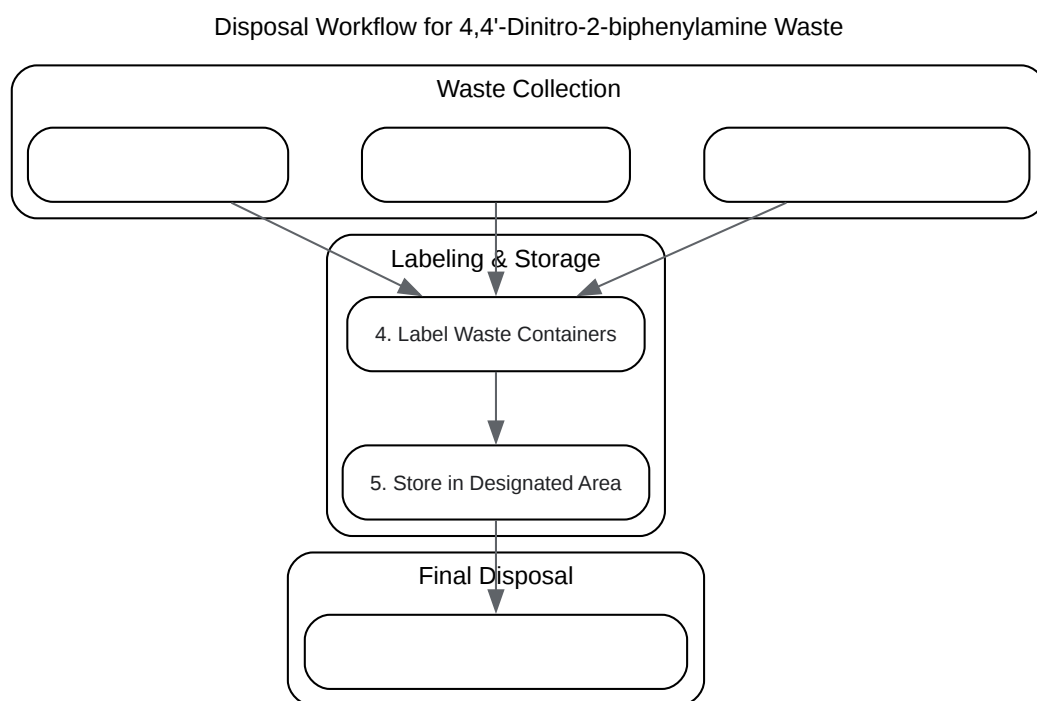 Disposal Workflow for 4,4'-Dinitro-2-biphenylamine Waste
Waste Collection
Labeling & Storage
4. Label Waste Containers
5. Store in Designated Area
Final Disposal